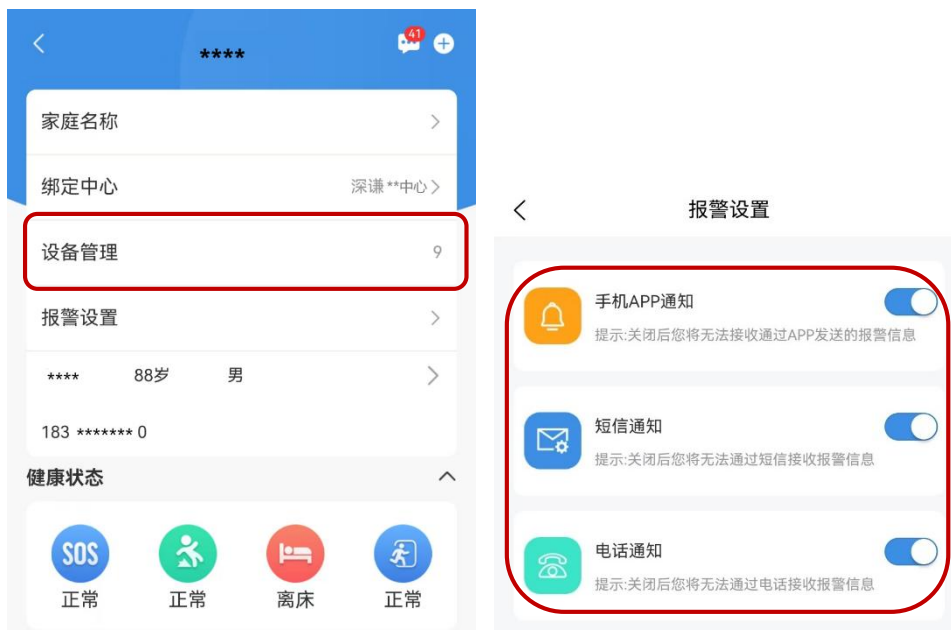 41
****
家庭名称
绑定中心 深谦**中心
设备管理 9
报警设置
**** 88岁 男
183 ******* 0
健康状态
SOS
正常 正常 离床 正常
报警设置
手机APP通知
提示:关闭后您将无法接收通过APP发送的报警信息
短信通知
提示:关闭后您将无法通过短信接收报警信息
电话通知
提示:关闭后您将无法通过电话接收报警信息